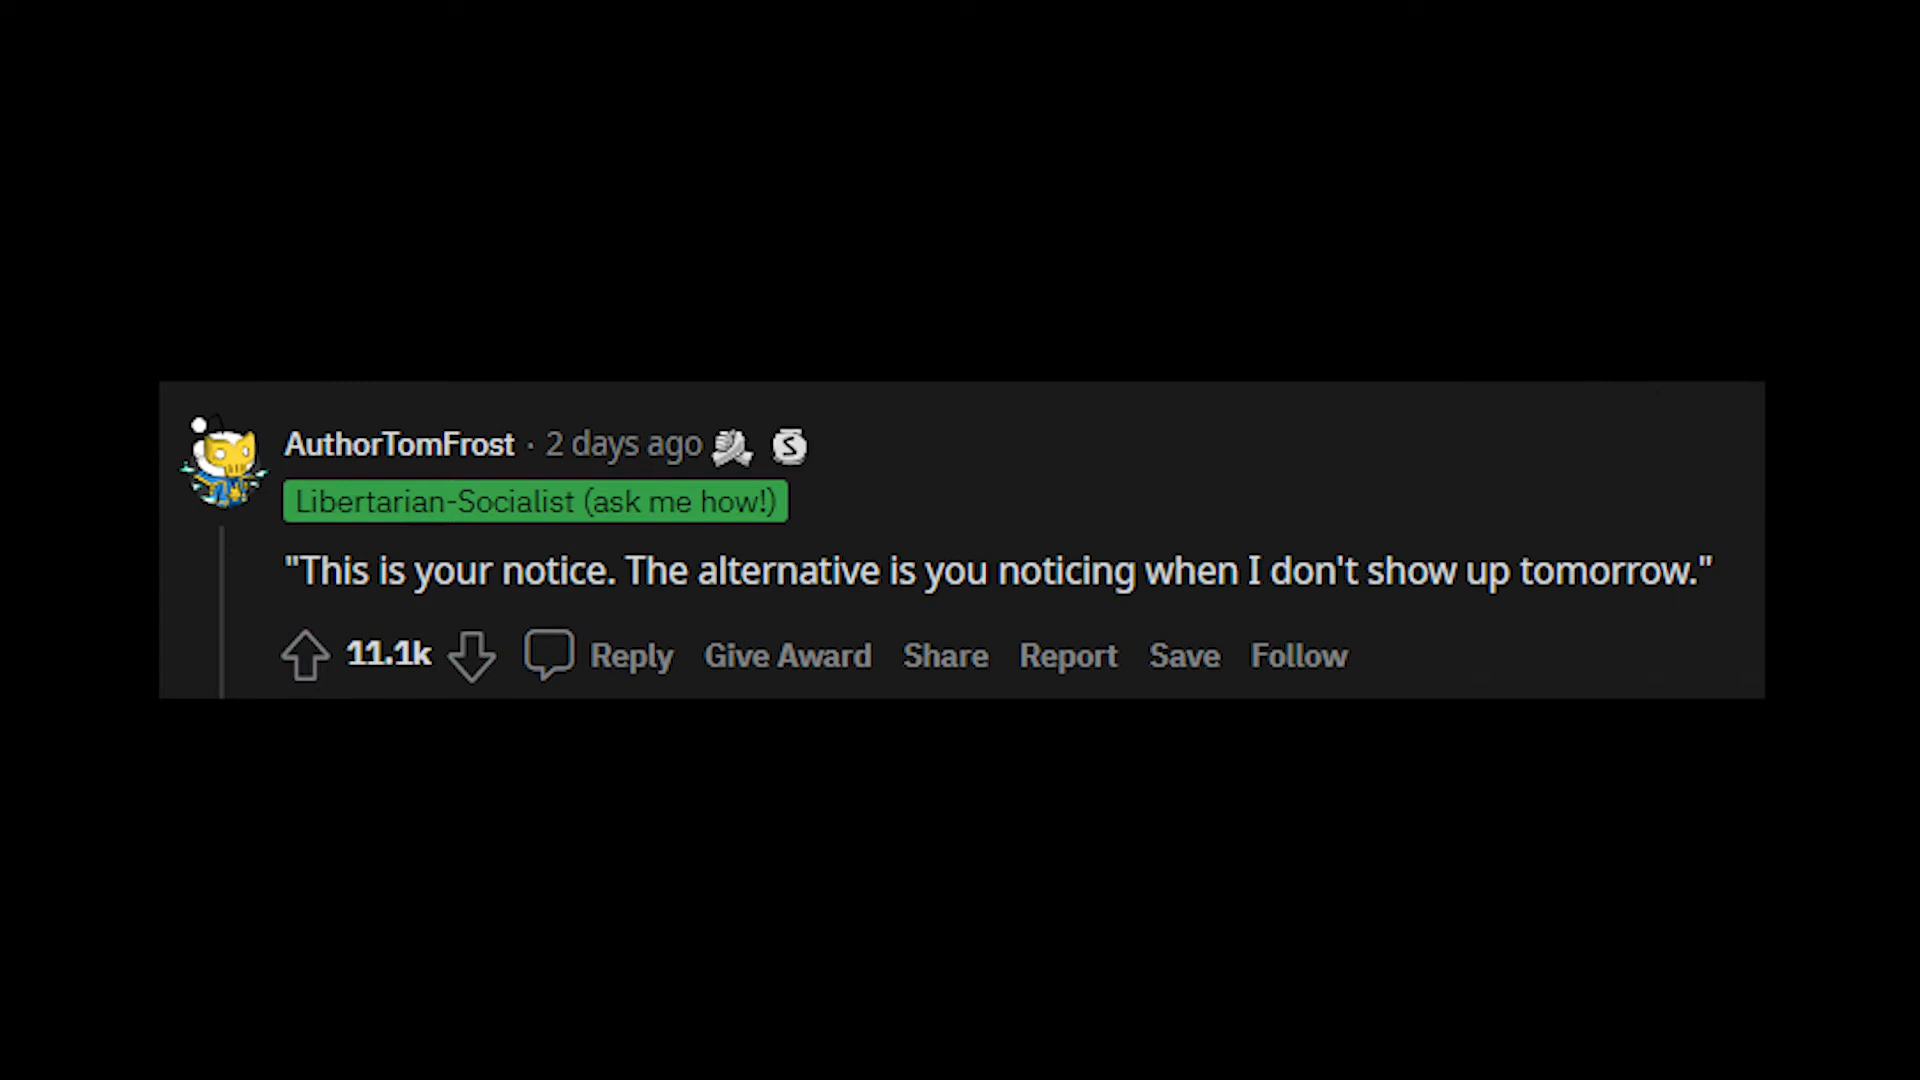 AuthorTomFrost · 2 days ago
Libertarian-Socialist (ask me how!)
"This is your notice. The alternative is you noticing when I don't show up tomorrow."
11.1k Reply Give Award Share Report Save Follow